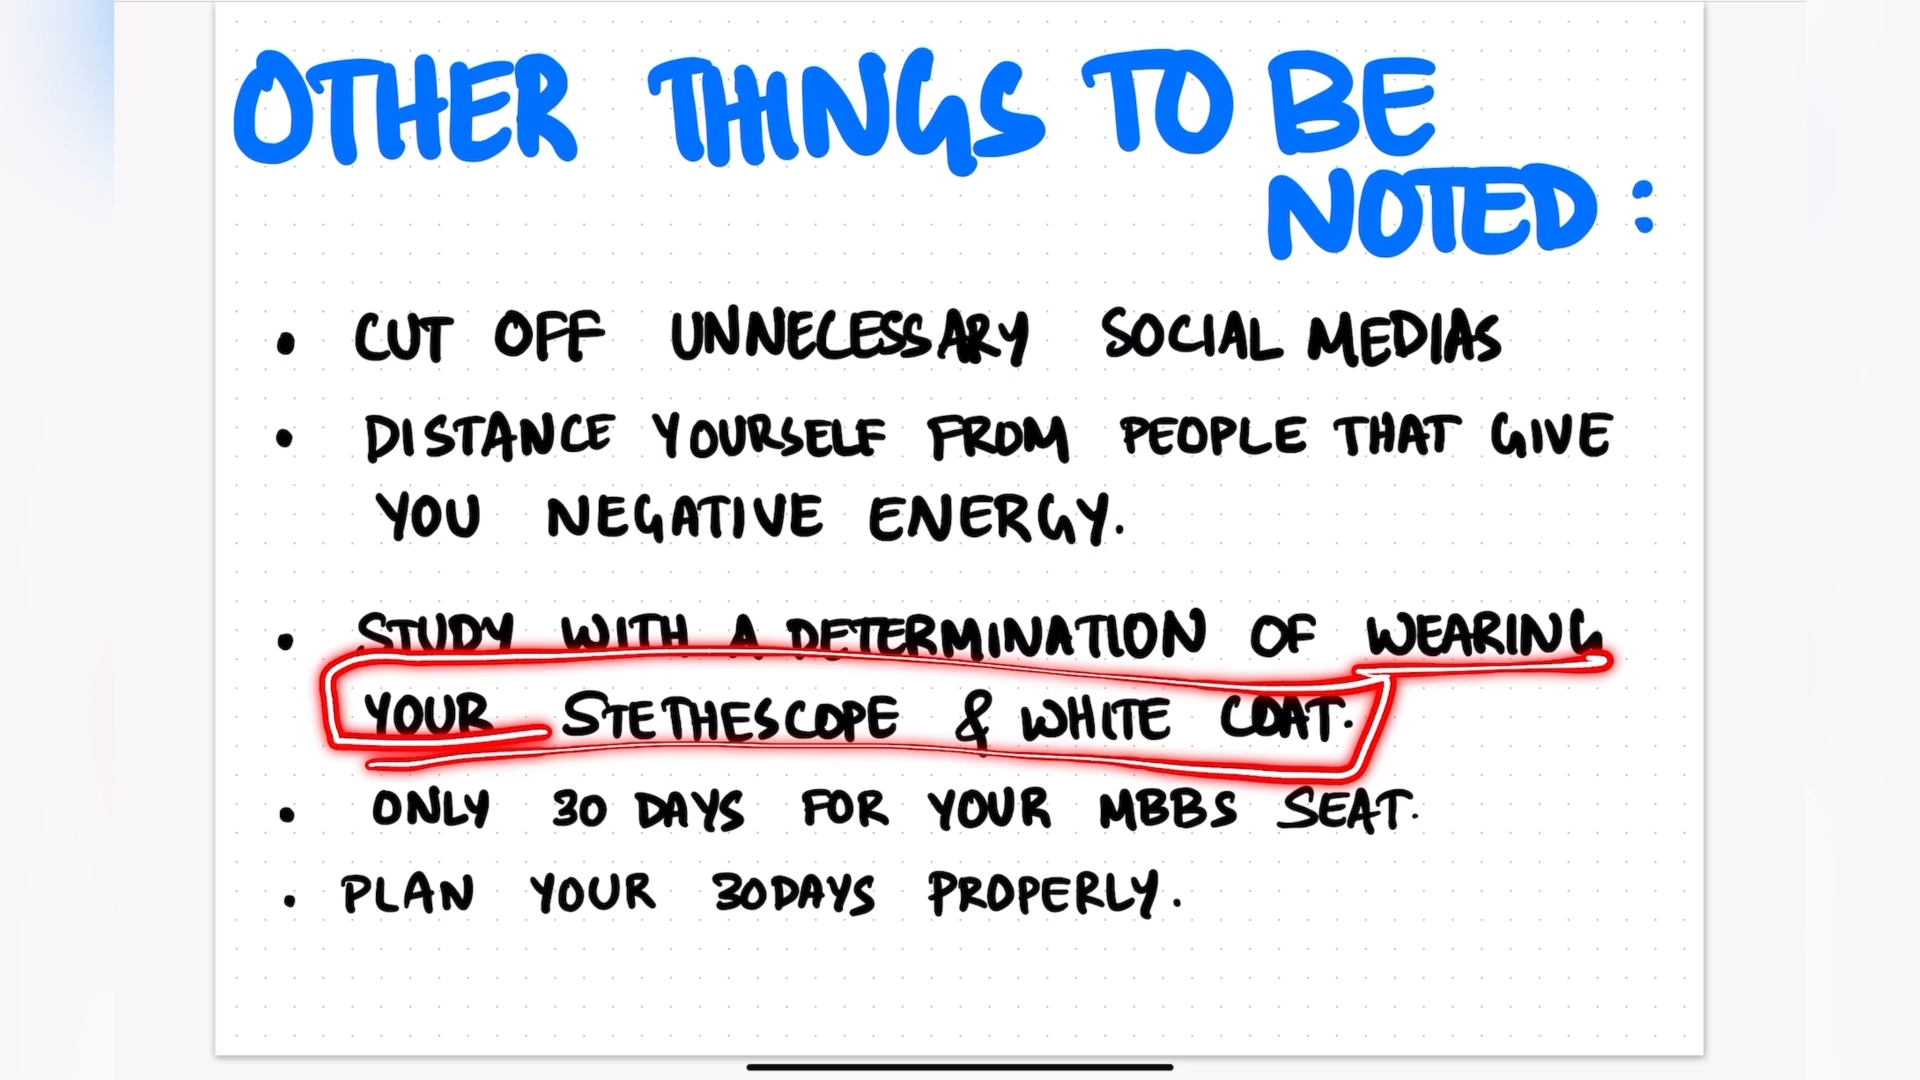 OTHER THINGS TO BE
NOTED:
• CUT OFF UNNECESSARY SOCIAL MEDIAS
• DISTANCE YOURSELF FROM PEOPLE THAT GIVE
YOU NEGATIVE ENERGY.
• STUDY WITH A DETERMINATION OF WEARING
YOUR STETHESCOPE & WHITE COAT.
• ONLY 30 DAYS FOR YOUR MBBS SEAT.
• PLAN YOUR 30DAYS PROPERLY.